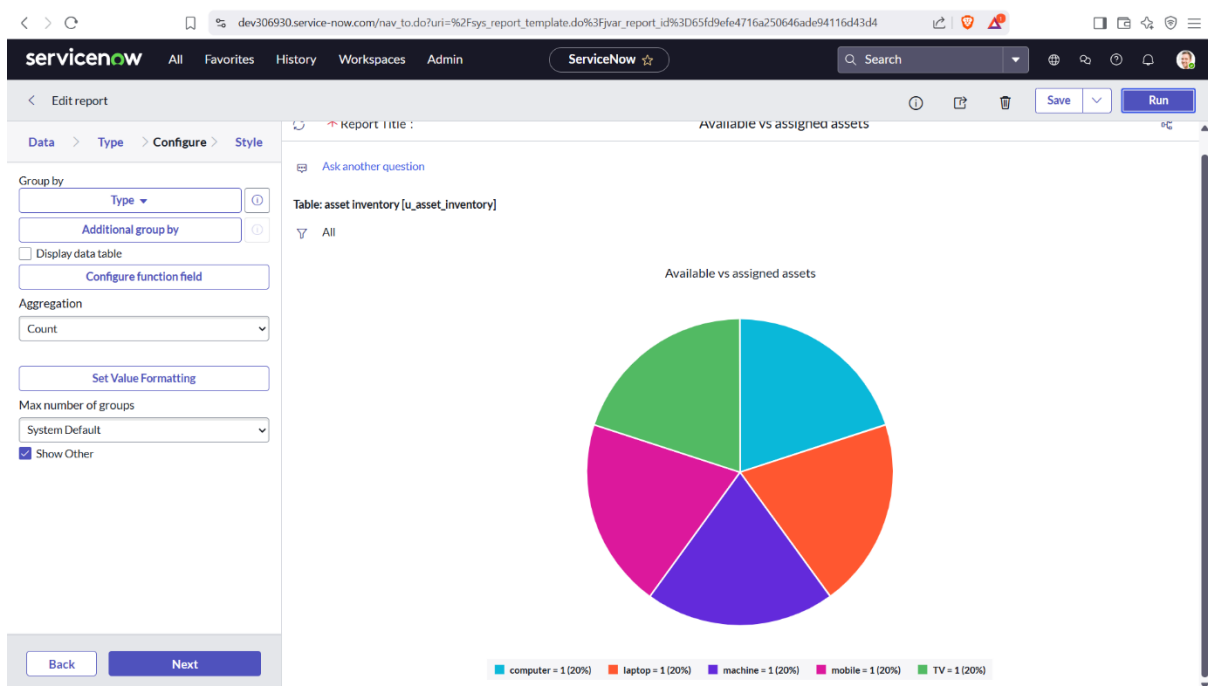 dev306930.service-now.com/nav_to.do?uri=%2Fsys_report_template.do%3Fjvar_report_id%3D65fd9efe4716a250646ade94116d43d4
servicenow All Favorites History Workspaces Admin ServiceNow Search
Edit report Save Run
Data Type Configure Style
Report Title : Available vs assigned assets
Ask another question
Group by
Type
Table: asset inventory [u_asset_inventory]
Additional group by
All
Display data table
Configure function field
Available vs assigned assets
Aggregation
Count
Set Value Formatting
Max number of groups
System Default
Show Other
Back Next
computer = 1 (20%) laptop = 1 (20%) machine = 1 (20%) mobile = 1 (20%) TV = 1 (20%)